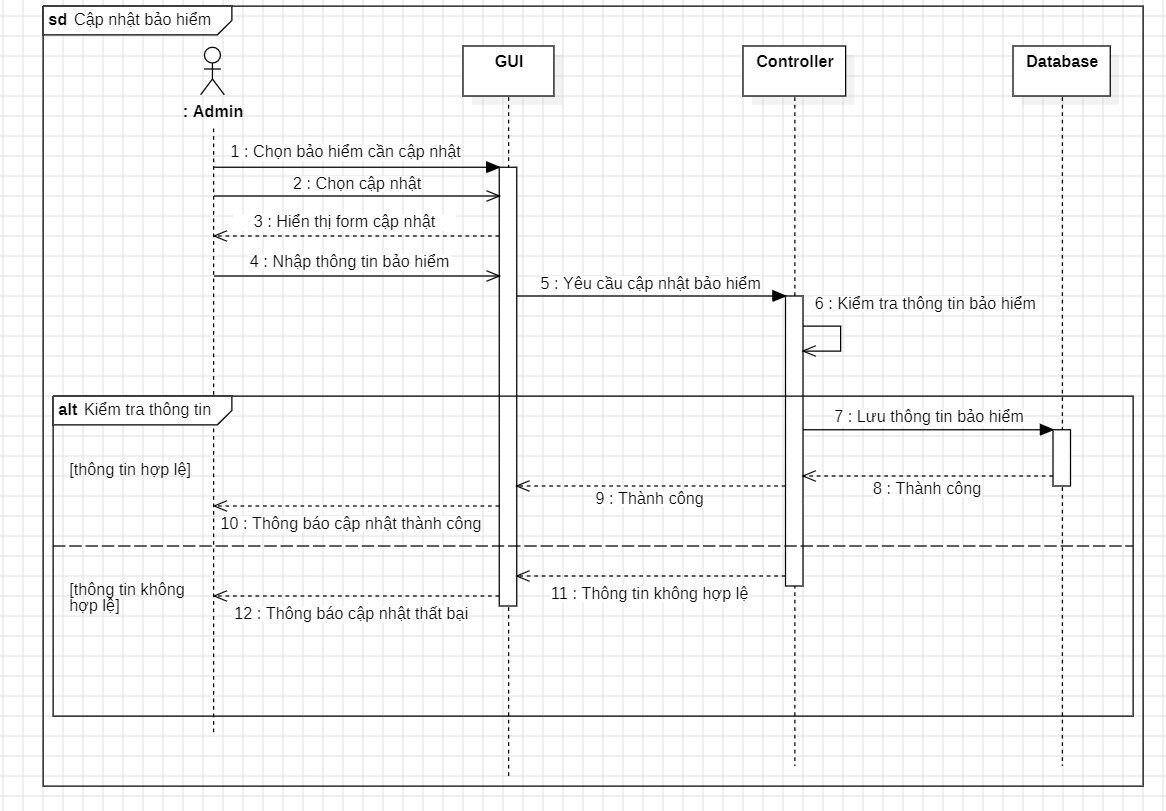 sd Cập nhật bảo hiểm
GUI
Controller
Database
: Admin
1 : Chọn bảo hiểm cần cập nhật
2 : Chọn cập nhật
3 : Hiển thị form cập nhật
4 : Nhập thông tin bảo hiểm
5 : Yêu cầu cập nhật bảo hiểm
6 : Kiểm tra thông tin bảo hiểm
alt Kiểm tra thông tin
7 : Lưu thông tin bảo hiểm
[thông tin hợp lệ]
8 : Thành công
9 : Thành công
10 : Thông báo cập nhật thành công
[thông tin không
hợp lệ]
11 : Thông tin không hợp lệ
12 : Thông báo cập nhật thất bại